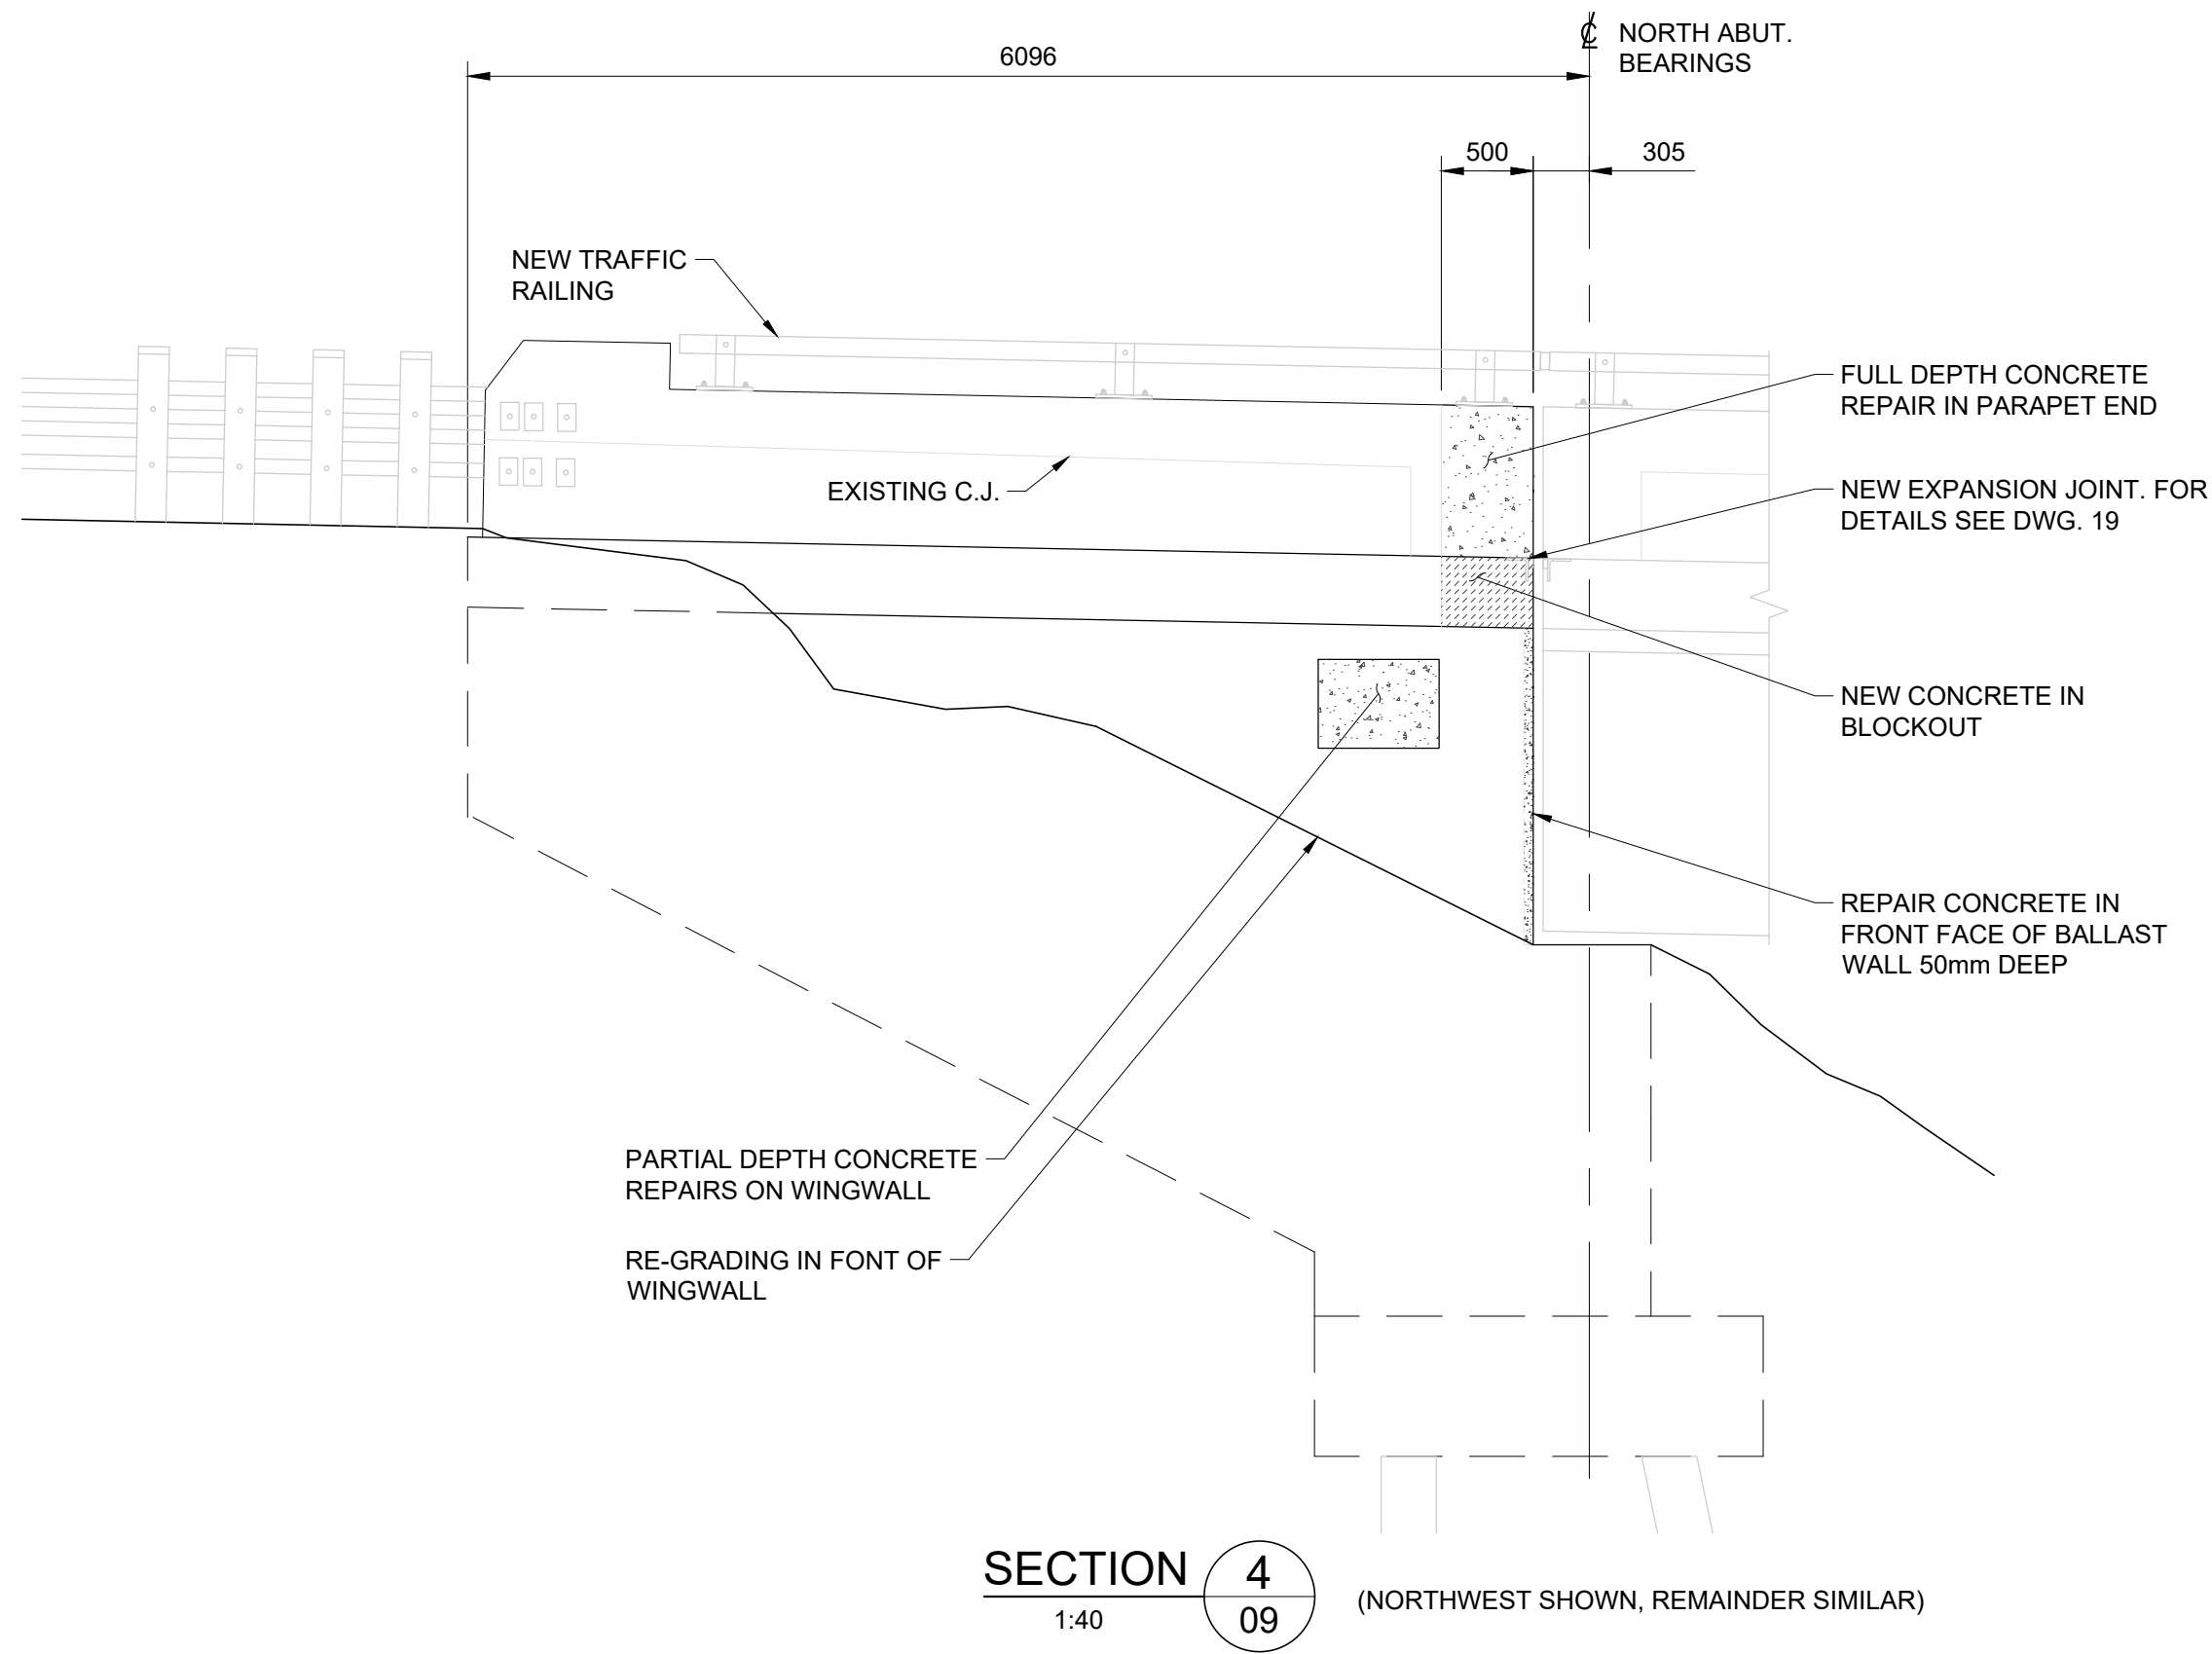 6096
℄ NORTH ABUT.
BEARINGS
500
305
NEW TRAFFIC
RAILING
FULL DEPTH CONCRETE
REPAIR IN PARAPET END
EXISTING C.J.
NEW EXPANSION JOINT. FOR
DETAILS SEE DWG. 19
NEW CONCRETE IN
BLOCKOUT
REPAIR CONCRETE IN
FRONT FACE OF BALLAST
WALL 50mm DEEP
PARTIAL DEPTH CONCRETE
REPAIRS ON WINGWALL
RE-GRADING IN FONT OF
WINGWALL
SECTION
1:40
4
09
(NORTHWEST SHOWN, REMAINDER SIMILAR)